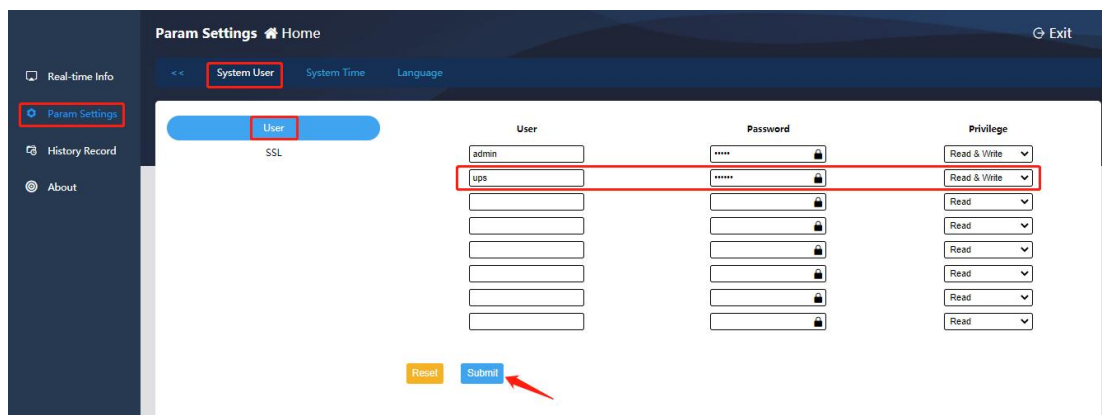 Param Settings Home
Exit
Real-time Info
Param Settings
History Record
About
<< System User System Time Language
User
SSL
User Password Privilege
admin ••••• Read & Write
ups •••••• Read & Write
Read
Read
Read
Read
Read
Read
Reset Submit